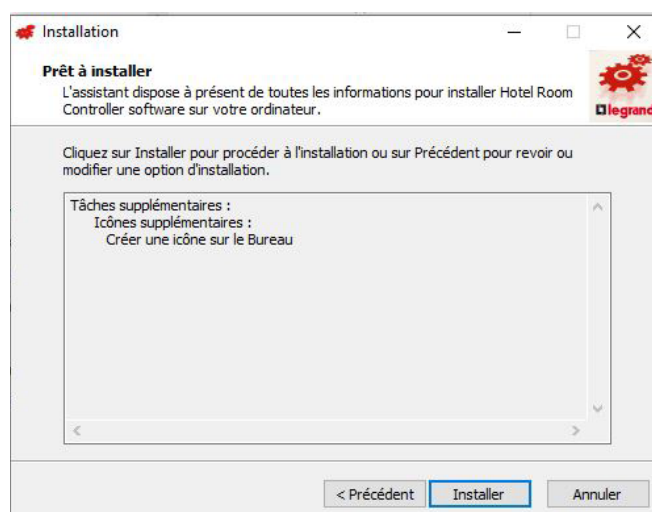 Installation
Prêt à installer
L'assistant dispose à présent de toutes les informations pour installer Hotel Room
Controller software sur votre ordinateur.
legrand
Cliquez sur Installer pour procéder à l'installation ou sur Précédent pour revoir ou
modifier une option d'installation.
Tâches supplémentaires :
Icônes supplémentaires :
Créer une icône sur le Bureau
< Précédent
Installer
Annuler